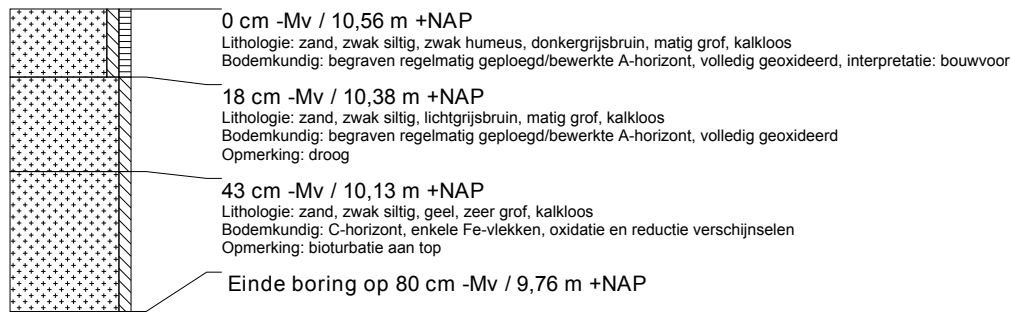 0 cm -Mv / 10,56 m +NAP
Lithologie: zand, zwak siltig, zwak humeus, donkergrijsbruin, matig grof, kalkloos
Bodemkundig: begraven regelmatig geploegd/bewerkte A-horizont, volledig geoxideerd, interpretatie: bouwvoor
18 cm -Mv / 10,38 m +NAP
Lithologie: zand, zwak siltig, lichtgrijsbruin, matig grof, kalkloos
Bodemkundig: begraven regelmatig geploegd/bewerkte A-horizont, volledig geoxideerd
Opmerking: droog
43 cm -Mv / 10,13 m +NAP
Lithologie: zand, zwak siltig, geel, zeer grof, kalkloos
Bodemkundig: C-horizont, enkele Fe-vlekken, oxidatie en reductie verschijnselen
Opmerking: bioturbatie aan top
Einde boring op 80 cm -Mv / 9,76 m +NAP